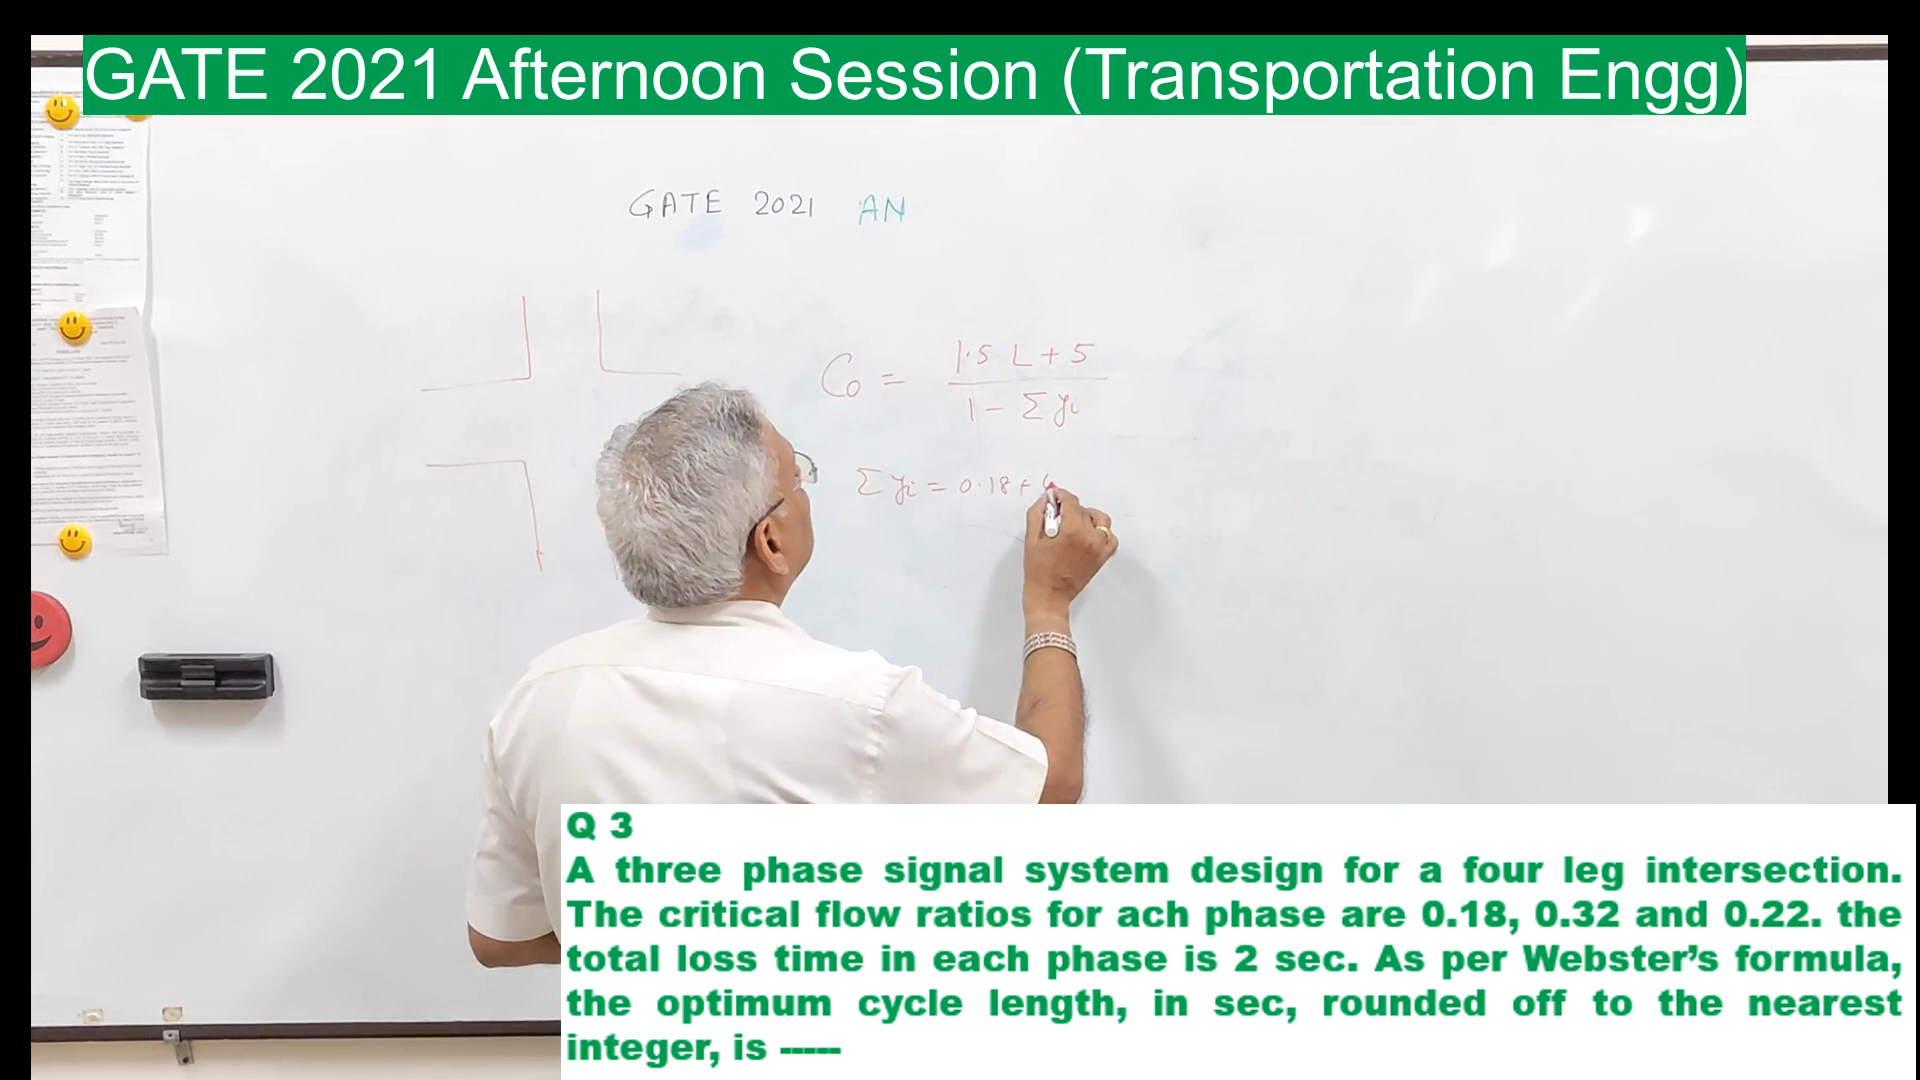 GATE 2021 Afternoon Session (Transportation Engg)
GATE 2021 AN
C₀ = 1.5 L + 5
1 - Σ yi
Σ yi = 0.18 +
Q 3
A three phase signal system design for a four leg intersection.
The critical flow ratios for ach phase are 0.18, 0.32 and 0.22. the
total loss time in each phase is 2 sec. As per Webster’s formula,
the optimum cycle length, in sec, rounded off to the nearest
integer, is -----